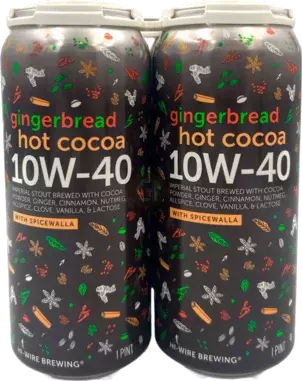 gingerbread
hot cocoa
10W-40
IMPERIAL STOUT BREWED WITH COCOA
POWDER, GINGER, CINNAMON, NUTMEG,
ALLSPICE, CLOVE, VANILLA, & LACTOSE
WITH SPICEWALLA
HI-WIRE BREWING®
1 PINT
gingerbread
hot cocoa
10W-40
IMPERIAL STOUT BREWED WITH COCOA
POWDER, GINGER, CINNAMON, NUTMEG,
ALLSPICE, CLOVE, VANILLA, & LACTOSE
WITH SPICEWALLA
HI-WIRE BREWING®
1 PINT